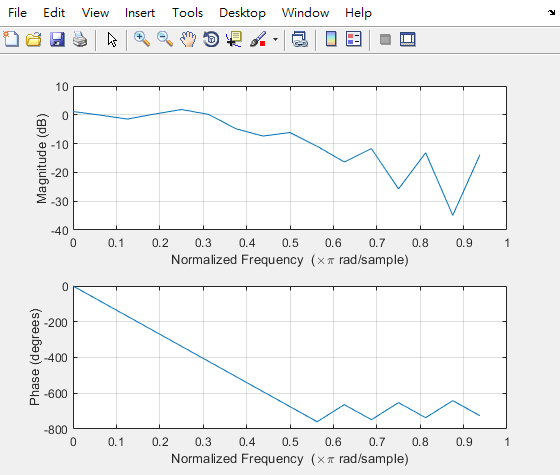 File Edit View Insert Tools Desktop Window Help
10
0
-10
-20
-30
-40
Magnitude (dB)
0 0.1 0.2 0.3 0.4 0.5 0.6 0.7 0.8 0.9 1
Normalized Frequency (×π rad/sample)
0
-200
-400
-600
-800
Phase (degrees)
0 0.1 0.2 0.3 0.4 0.5 0.6 0.7 0.8 0.9 1
Normalized Frequency (×π rad/sample)